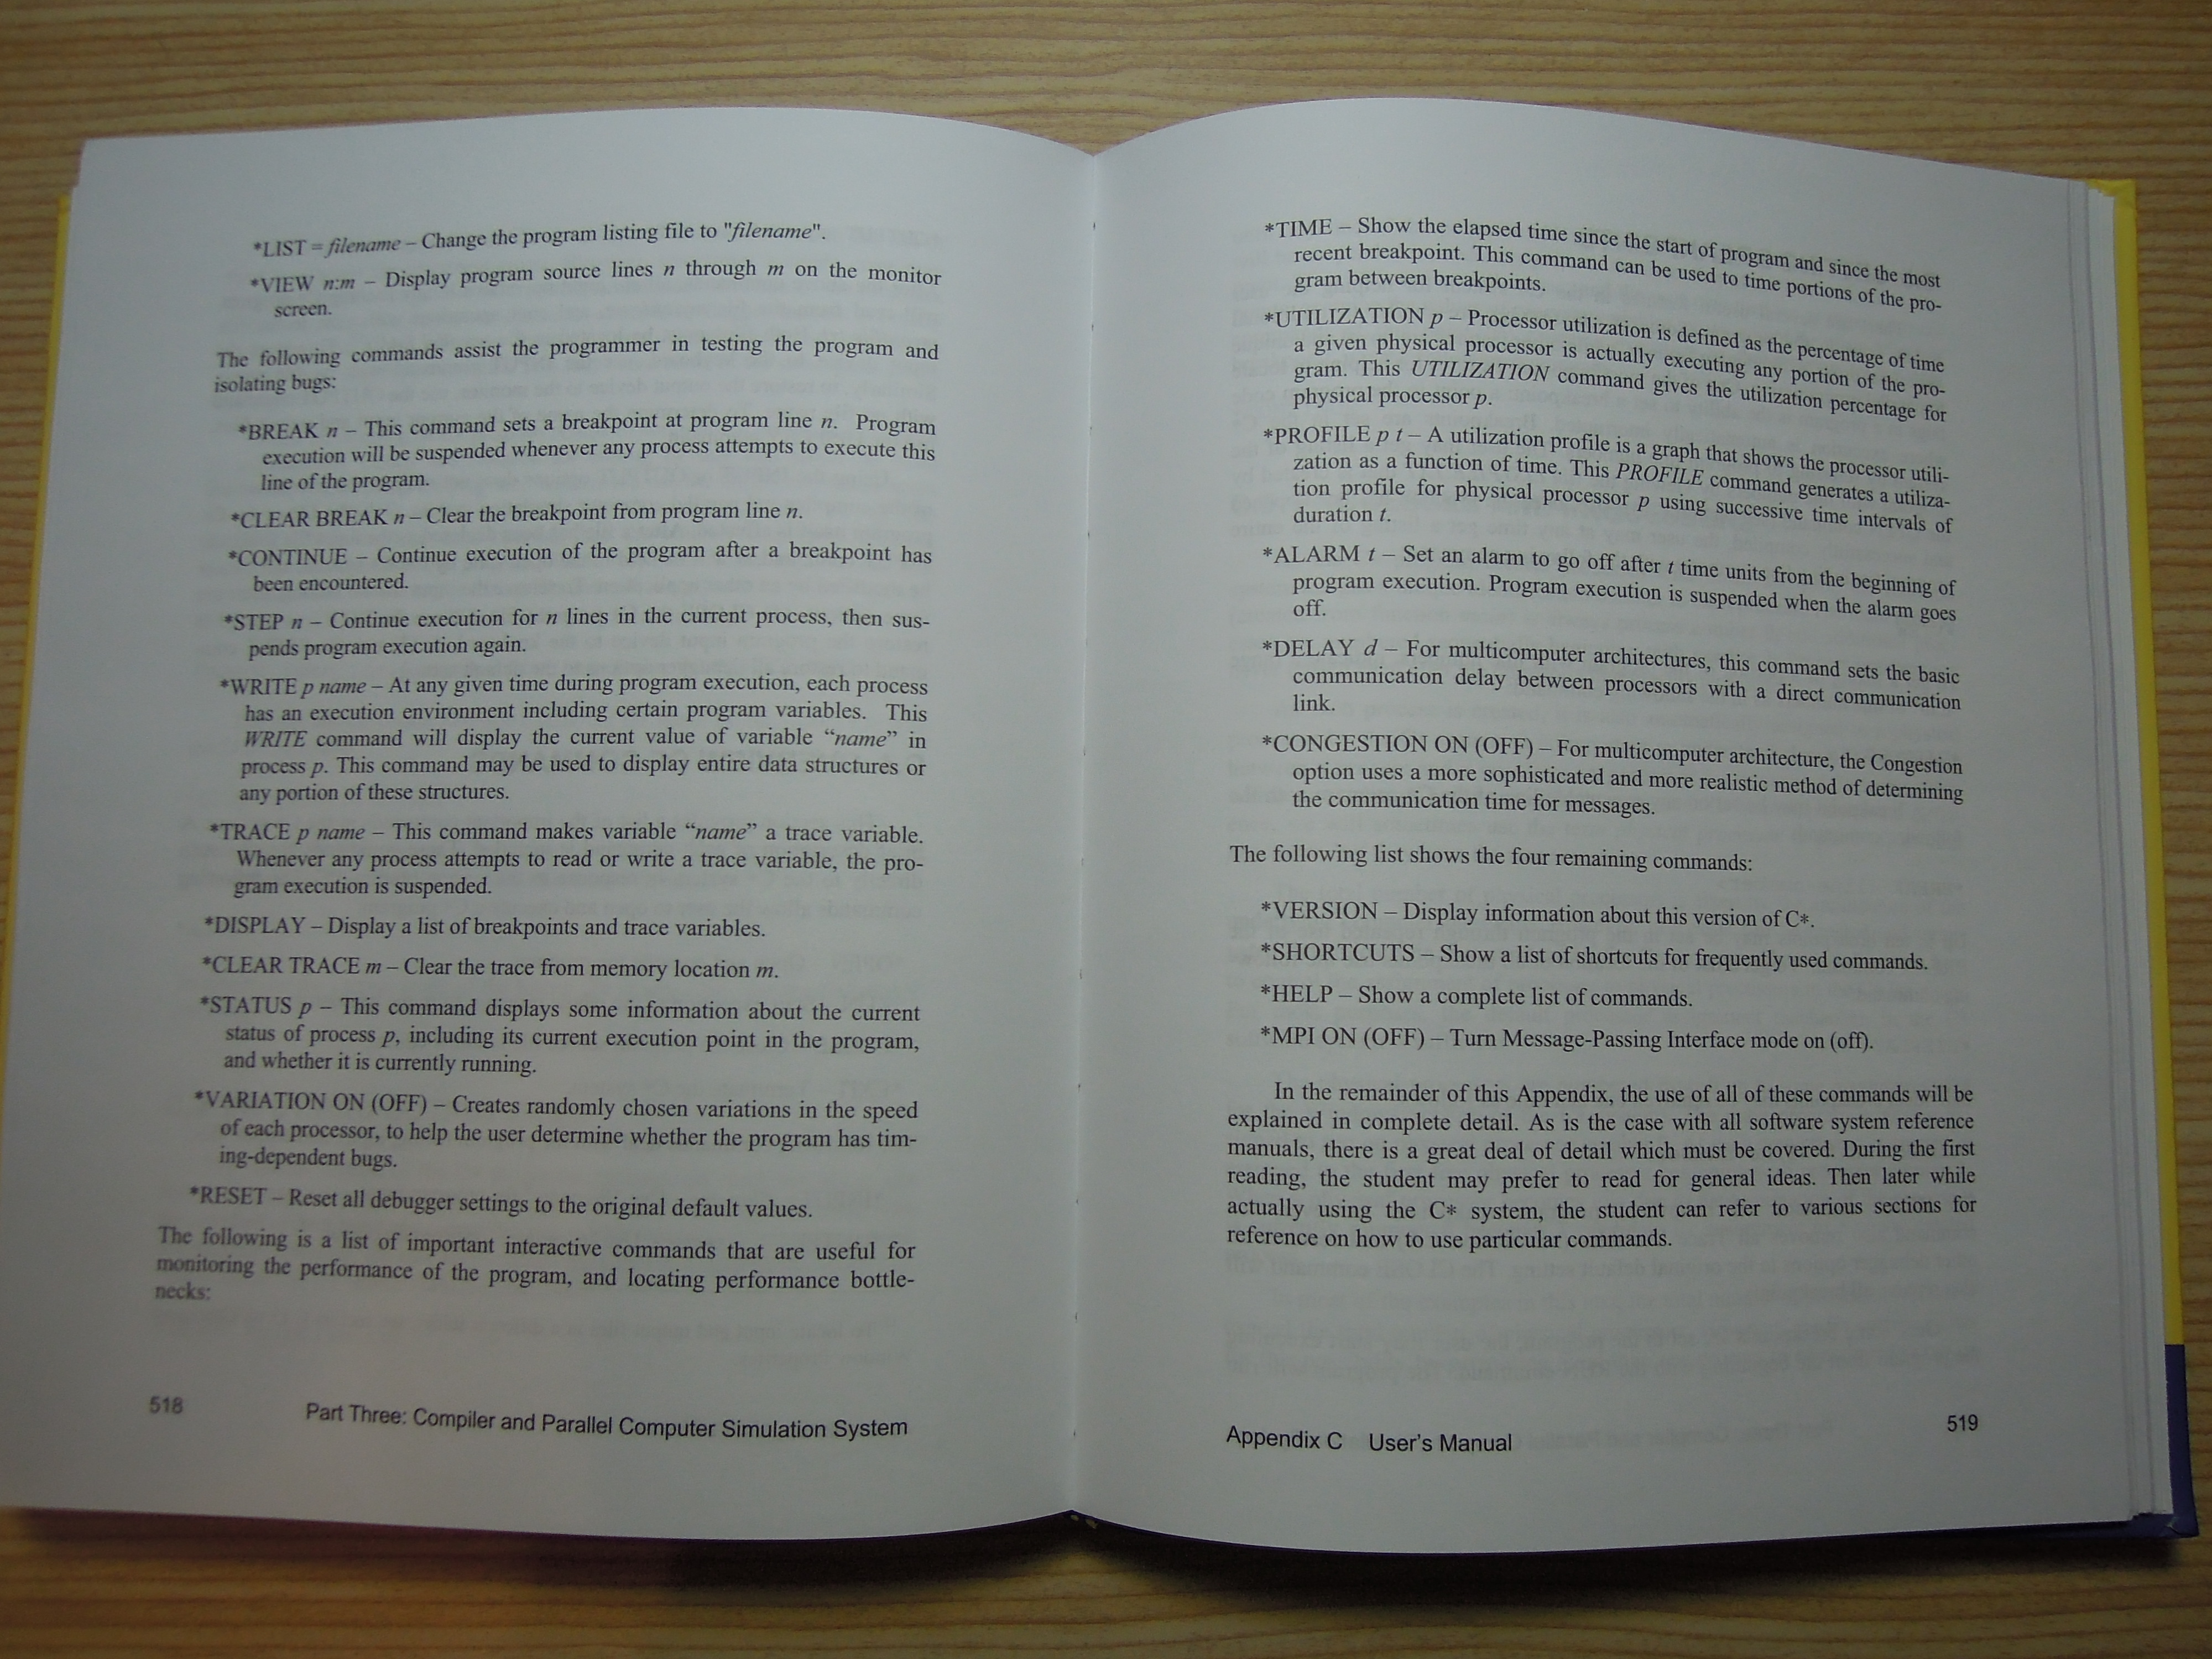 *LIST = filename – Change the program listing file to "filename".
*VIEW n:m – Display program source lines n through m on the monitor
screen.
The following commands assist the programmer in testing the program and
isolating bugs:
*BREAK n – This command sets a breakpoint at program line n. Program
execution will be suspended whenever any process attempts to execute this
line of the program.
*CLEAR BREAK n – Clear the breakpoint from program line n.
*CONTINUE – Continue execution of the program after a breakpoint has
been encountered.
*STEP n – Continue execution for n lines in the current process, then sus-
pends program execution again.
*WRITE p name – At any given time during program execution, each process
has an execution environment including certain program variables. This
WRITE command will display the current value of variable “name” in
process p. This command may be used to display entire data structures or
any portion of these structures.
*TRACE p name – This command makes variable “name” a trace variable.
Whenever any process attempts to read or write a trace variable, the pro-
gram execution is suspended.
*DISPLAY – Display a list of breakpoints and trace variables.
*CLEAR TRACE m – Clear the trace from memory location m.
*STATUS p – This command displays some information about the current
status of process p, including its current execution point in the program,
and whether it is currently running.
*VARIATION ON (OFF) – Creates randomly chosen variations in the speed
of each processor, to help the user determine whether the program has tim-
ing-dependent bugs.
*RESET – Reset all debugger settings to the original default values.
The following is a list of important interactive commands that are useful for
monitoring the performance of the program, and locating performance bottle-
necks:
518 Part Three: Compiler and Parallel Computer Simulation System
*TIME – Show the elapsed time since the start of program and since the most
recent breakpoint. This command can be used to time portions of the pro-
gram between breakpoints.
*UTILIZATION p – Processor utilization is defined as the percentage of time
a given physical processor is actually executing any portion of the pro-
gram. This UTILIZATION command gives the utilization percentage for
physical processor p.
*PROFILE p t – A utilization profile is a graph that shows the processor utili-
zation as a function of time. This PROFILE command generates a utiliza-
tion profile for physical processor p using successive time intervals of
duration t.
*ALARM t – Set an alarm to go off after t time units from the beginning of
program execution. Program execution is suspended when the alarm goes
off.
*DELAY d – For multicomputer architectures, this command sets the basic
communication delay between processors with a direct communication
link.
*CONGESTION ON (OFF) – For multicomputer architecture, the Congestion
option uses a more sophisticated and more realistic method of determining
the communication time for messages.
The following list shows the four remaining commands:
*VERSION – Display information about this version of C*.
*SHORTCUTS – Show a list of shortcuts for frequently used commands.
*HELP – Show a complete list of commands.
*MPI ON (OFF) – Turn Message-Passing Interface mode on (off).
In the remainder of this Appendix, the use of all of these commands will be
explained in complete detail. As is the case with all software system reference
manuals, there is a great deal of detail which must be covered. During the first
reading, the student may prefer to read for general ideas. Then later while
actually using the C* system, the student can refer to various sections for
reference on how to use particular commands.
Appendix C User's Manual 519